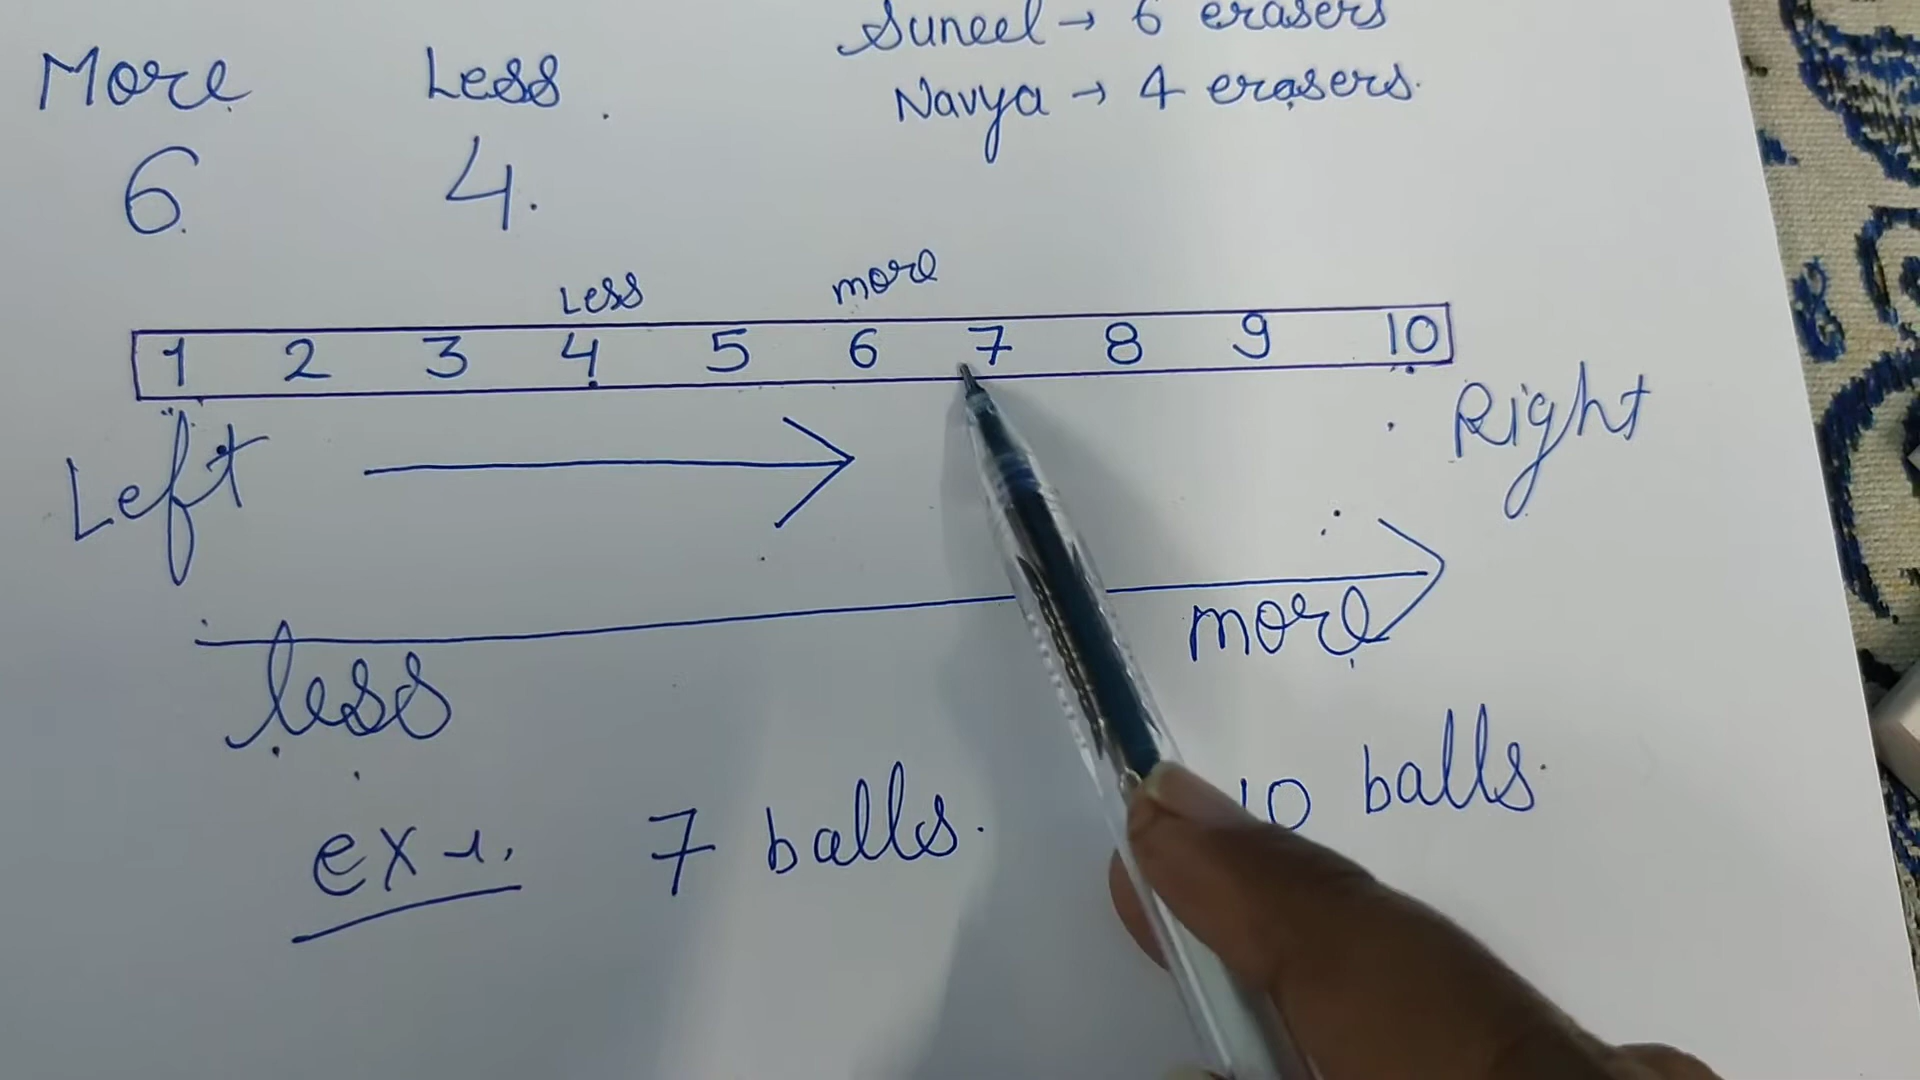 Suneel → 6 erasers
More Less
Navya → 4 erasers.
6 4.
Less more
1 2 3 4 5 6 7 8 9 10
Left Right
less more
ex 1. 7 balls. 10 balls.